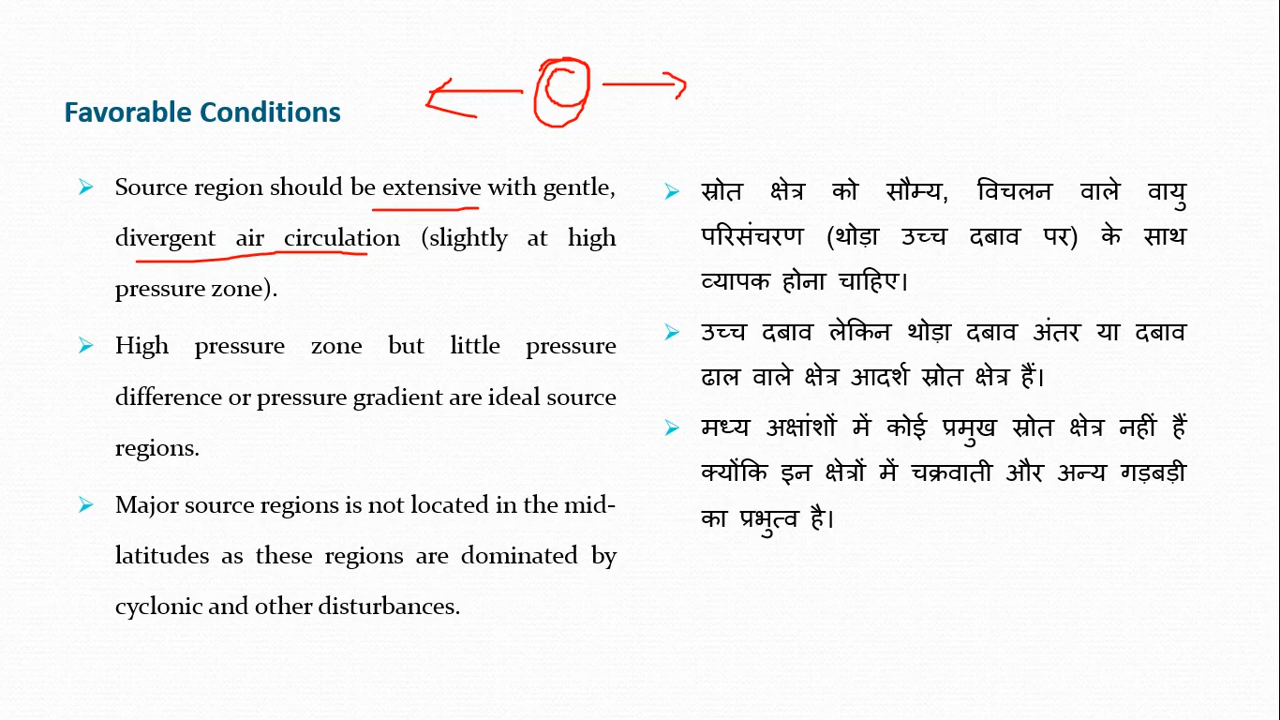 Favorable Conditions
Source region should be extensive with gentle,
divergent air circulation (slightly at high
pressure zone).
High pressure zone but little pressure
difference or pressure gradient are ideal source
regions.
Major source regions is not located in the mid-
latitudes as these regions are dominated by
cyclonic and other disturbances.
स्रोत क्षेत्र को सौम्य, विचलन वाले वायु
परिसंचरण (थोड़ा उच्च दबाव पर) के साथ
व्यापक होना चाहिए।
उच्च दबाव लेकिन थोड़ा दबाव अंतर या दबाव
ढाल वाले क्षेत्र आदर्श स्रोत क्षेत्र हैं।
मध्य अक्षांशों में कोई प्रमुख स्रोत क्षेत्र नहीं हैं
क्योंकि इन क्षेत्रों में चक्रवाती और अन्य गड़बड़ी
का प्रभुत्व है।